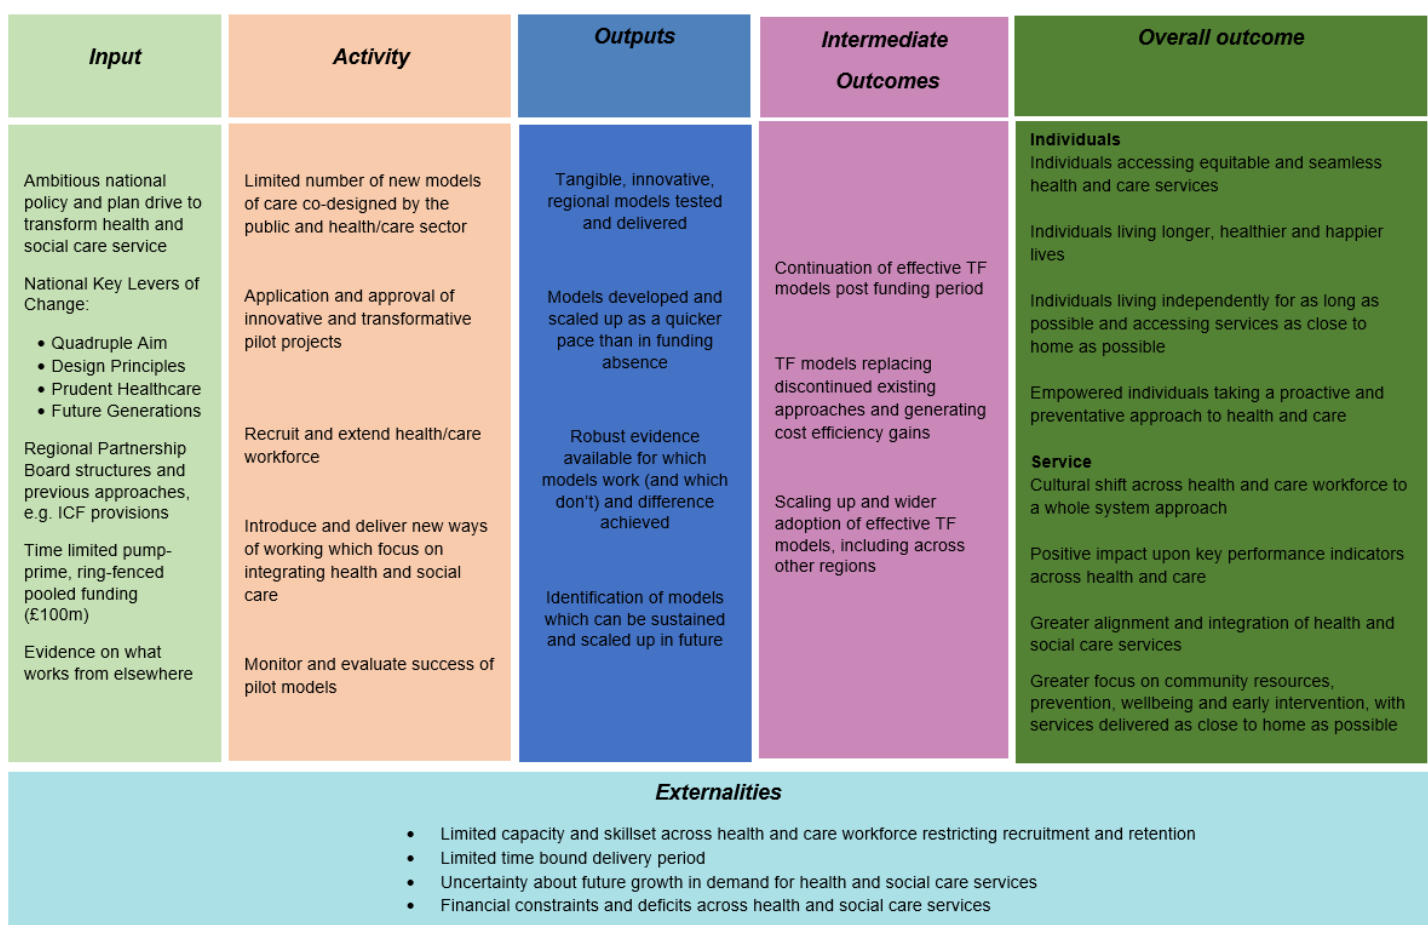 Input
Ambitious national
policy and plan drive to
transform health and
social care service
National Key Levers of
Change:
• Quadruple Aim
• Design Principles
• Prudent Healthcare
• Future Generations
Regional Partnership
Board structures and
previous approaches,
e.g. ICF provisions
Time limited pump-
prime, ring-fenced
pooled funding
(£100m)
Evidence on what
works from elsewhere
Activity
Limited number of new models
of care co-designed by the
public and health/care sector
Application and approval of
innovative and transformative
pilot projects
Recruit and extend health/care
workforce
Introduce and deliver new ways
of working which focus on
integrating health and social
care
Monitor and evaluate success of
pilot models
Outputs
Tangible, innovative,
regional models tested
and delivered
Models developed and
scaled up as a quicker
pace than in funding
absence
Robust evidence
available for which
models work (and which
don't) and difference
achieved
Identification of models
which can be sustained
and scaled up in future
Intermediate
Outcomes
Continuation of effective TF
models post funding period
TF models replacing
discontinued existing
approaches and generating
cost efficiency gains
Scaling up and wider
adoption of effective TF
models, including across
other regions
Overall outcome
Individuals
Individuals accessing equitable and seamless
health and care services
Individuals living longer, healthier and happier
lives
Individuals living independently for as long as
possible and accessing services as close to
home as possible
Empowered individuals taking a proactive and
preventative approach to health and care
Service
Cultural shift across health and care workforce to
a whole system approach
Positive impact upon key performance indicators
across health and care
Greater alignment and integration of health and
social care services
Greater focus on community resources,
prevention, wellbeing and early intervention, with
services delivered as close to home as possible
Externalities
• Limited capacity and skillset across health and care workforce restricting recruitment and retention
• Limited time bound delivery period
• Uncertainty about future growth in demand for health and social care services
• Financial constraints and deficits across health and social care services